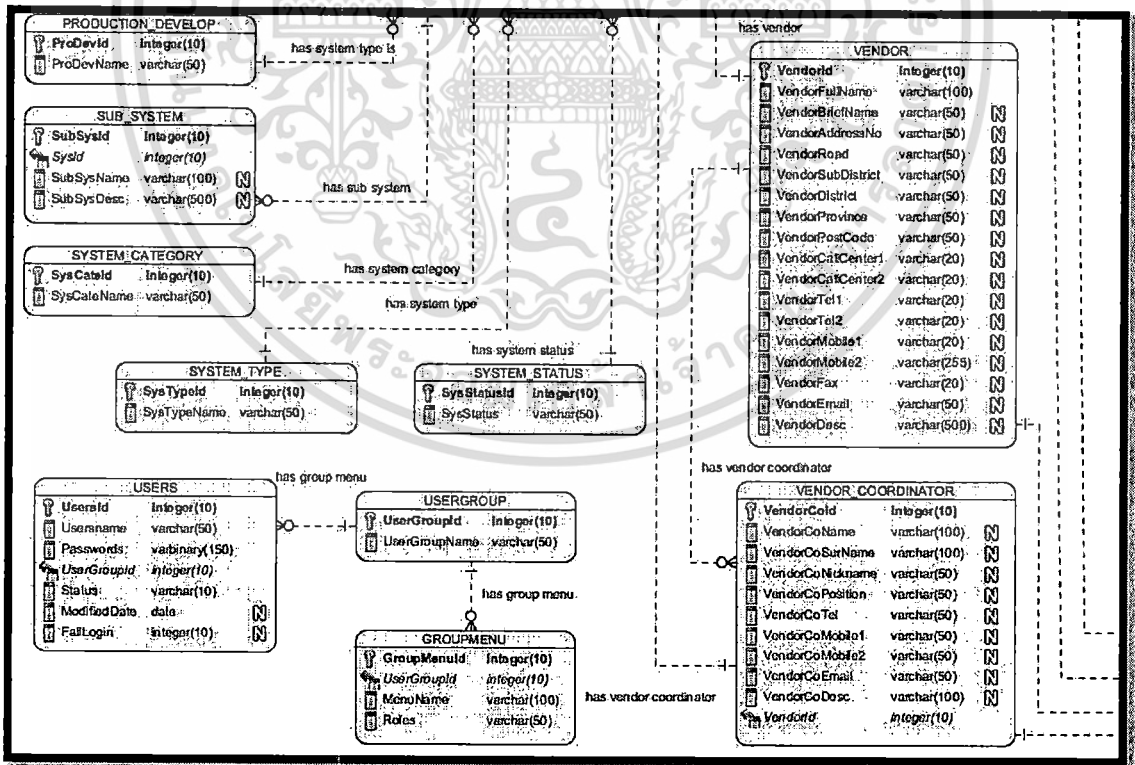 PRODUCTION_DEVELOP
ProDevId Integer(10)
ProDevName varchar(50)
has system type is
SUB_SYSTEM
SubSysId Integer(10)
SysId integer(10)
SubSysName varchar(100) N
SubSysDesc varchar(500) N
has sub system
SYSTEM_CATEGORY
SysCateId Integer(10)
SysCateName varchar(50)
has system category
has system type
SYSTEM_TYPE
SysTypeId Integer(10)
SysTypeName varchar(50)
has system status
SYSTEM_STATUS
SysStatusId Integer(10)
SysStatus varchar(50)
has vendor
VENDOR
VendorId Integer(10)
VendorFullName varchar(100)
VendorBriefName varchar(50) N
VendorAddressNo varchar(50) N
VendorRoad varchar(50) N
VendorSubDistrict varchar(50) N
VendorDistrict varchar(50) N
VendorProvince varchar(50) N
VendorPostCode varchar(50) N
VendorCallCenter1 varchar(20) N
VendorCallCenter2 varchar(20) N
VendorTel1 varchar(20) N
VendorTel2 varchar(20) N
VendorMobile1 varchar(20) N
VendorMobile2 varchar(255) N
VendorFax varchar(20) N
VendorEmail varchar(50) N
VendorDesc varchar(500) N
has vendor coordinator
USERS
UsersId Integer(10)
Usersname varchar(50)
Passwords varbinary(150)
UserGroupId integer(10)
Status varchar(10)
ModifiedDate date N
FailLogin integer(10) N
has group menu
USERGROUP
UserGroupId Integer(10)
UserGroupName varchar(50)
has group menu
GROUPMENU
GroupMenuId Integer(10)
UserGroupId integer(10)
MenuName varchar(100)
Roles varchar(50)
VENDOR_COORDINATOR
VendorCoId Integer(10)
VendorCoName varchar(100) N
VendorCoSurName varchar(100) N
VendorCoNickname varchar(50) N
VendorCoPosition varchar(50) N
VendorCoTel varchar(50) N
VendorCoMobile1 varchar(50) N
VendorCoMobile2 varchar(50) N
VendorCoEmail varchar(50) N
VendorCoDesc varchar(100) N
VendorId integer(10)
has vendor coordinator